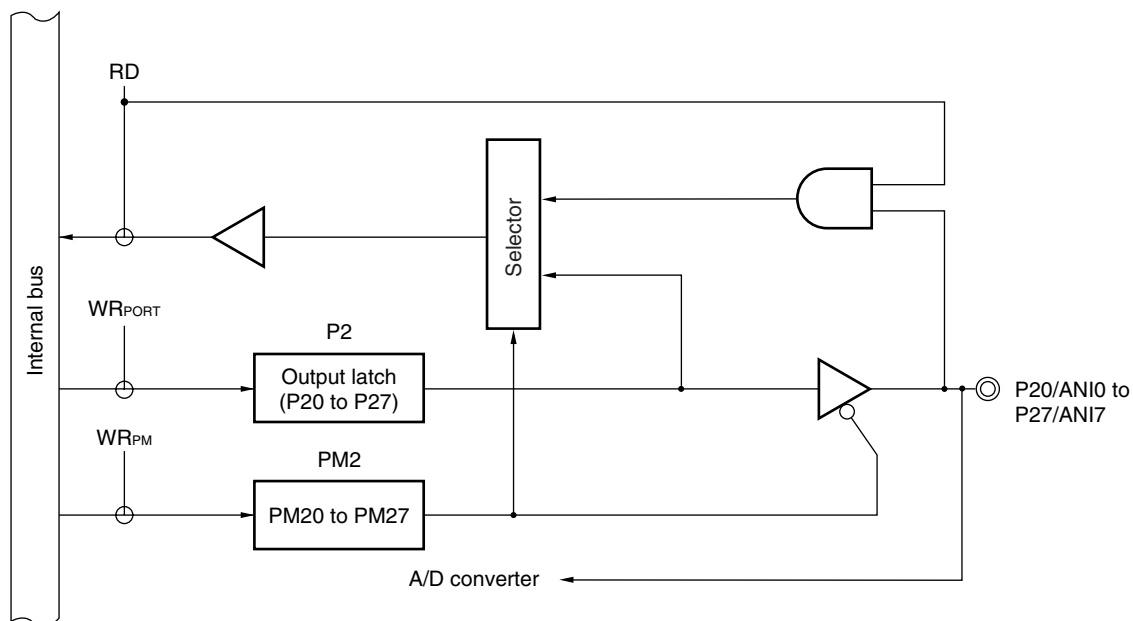 RD
Internal bus
Selector
WRPORT
P2
Output latch
(P20 to P27)
P20/ANI0 to
P27/ANI7
WRPM
PM2
PM20 to PM27
A/D converter